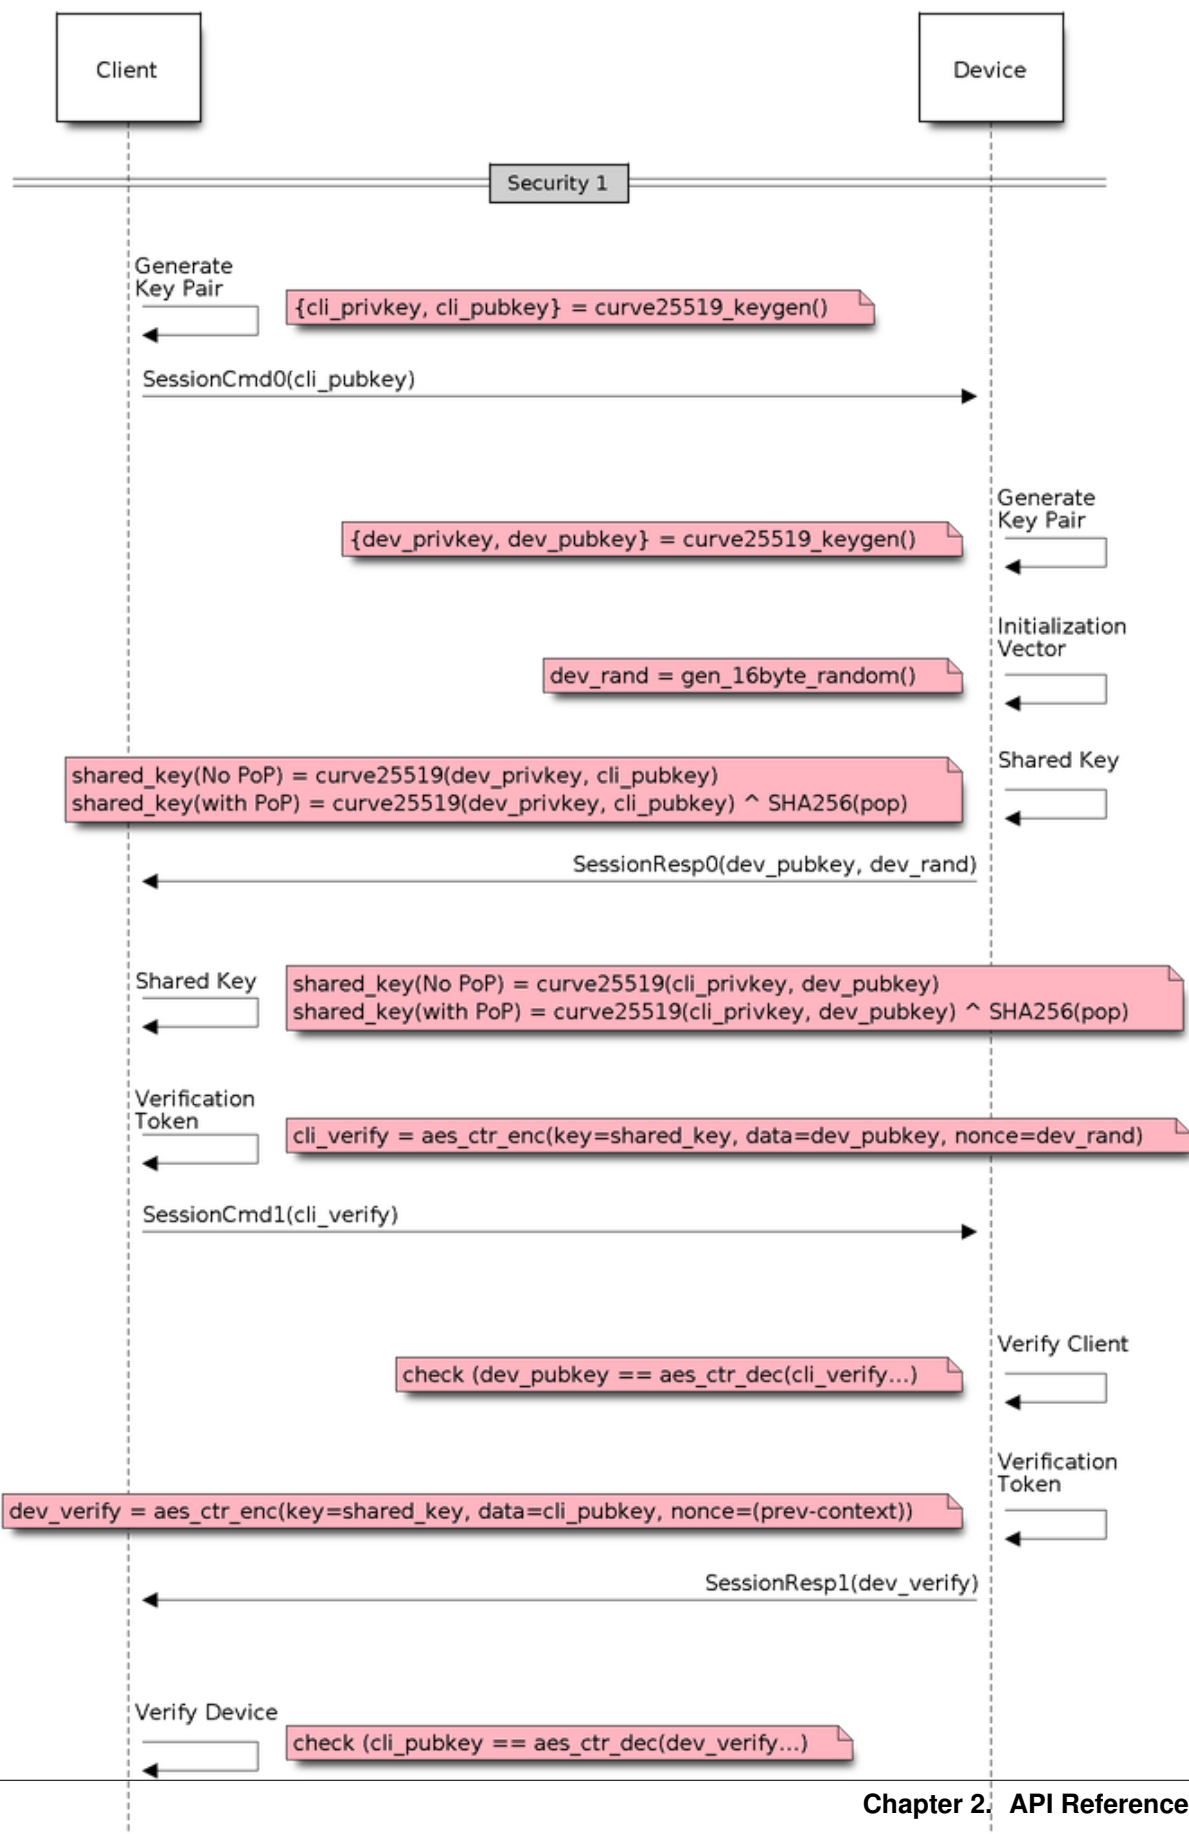 Client
Device
Security 1
Generate
Key Pair
{cli_privkey, cli_pubkey} = curve25519_keygen()
SessionCmd0(cli_pubkey)
Generate
Key Pair
{dev_privkey, dev_pubkey} = curve25519_keygen()
Initialization
Vector
dev_rand = gen_16byte_random()
Shared Key
shared_key(No PoP) = curve25519(dev_privkey, cli_pubkey)
shared_key(with PoP) = curve25519(dev_privkey, cli_pubkey) ^ SHA256(pop)
SessionResp0(dev_pubkey, dev_rand)
Shared Key
shared_key(No PoP) = curve25519(cli_privkey, dev_pubkey)
shared_key(with PoP) = curve25519(cli_privkey, dev_pubkey) ^ SHA256(pop)
Verification
Token
cli_verify = aes_ctr_enc(key=shared_key, data=dev_pubkey, nonce=dev_rand)
SessionCmd1(cli_verify)
Verify Client
check (dev_pubkey == aes_ctr_dec(cli_verify...)
Verification
Token
dev_verify = aes_ctr_enc(key=shared_key, data=cli_pubkey, nonce=(prev-context))
SessionResp1(dev_verify)
Verify Device
check (cli_pubkey == aes_ctr_dec(dev_verify...)
Chapter 2. API Reference